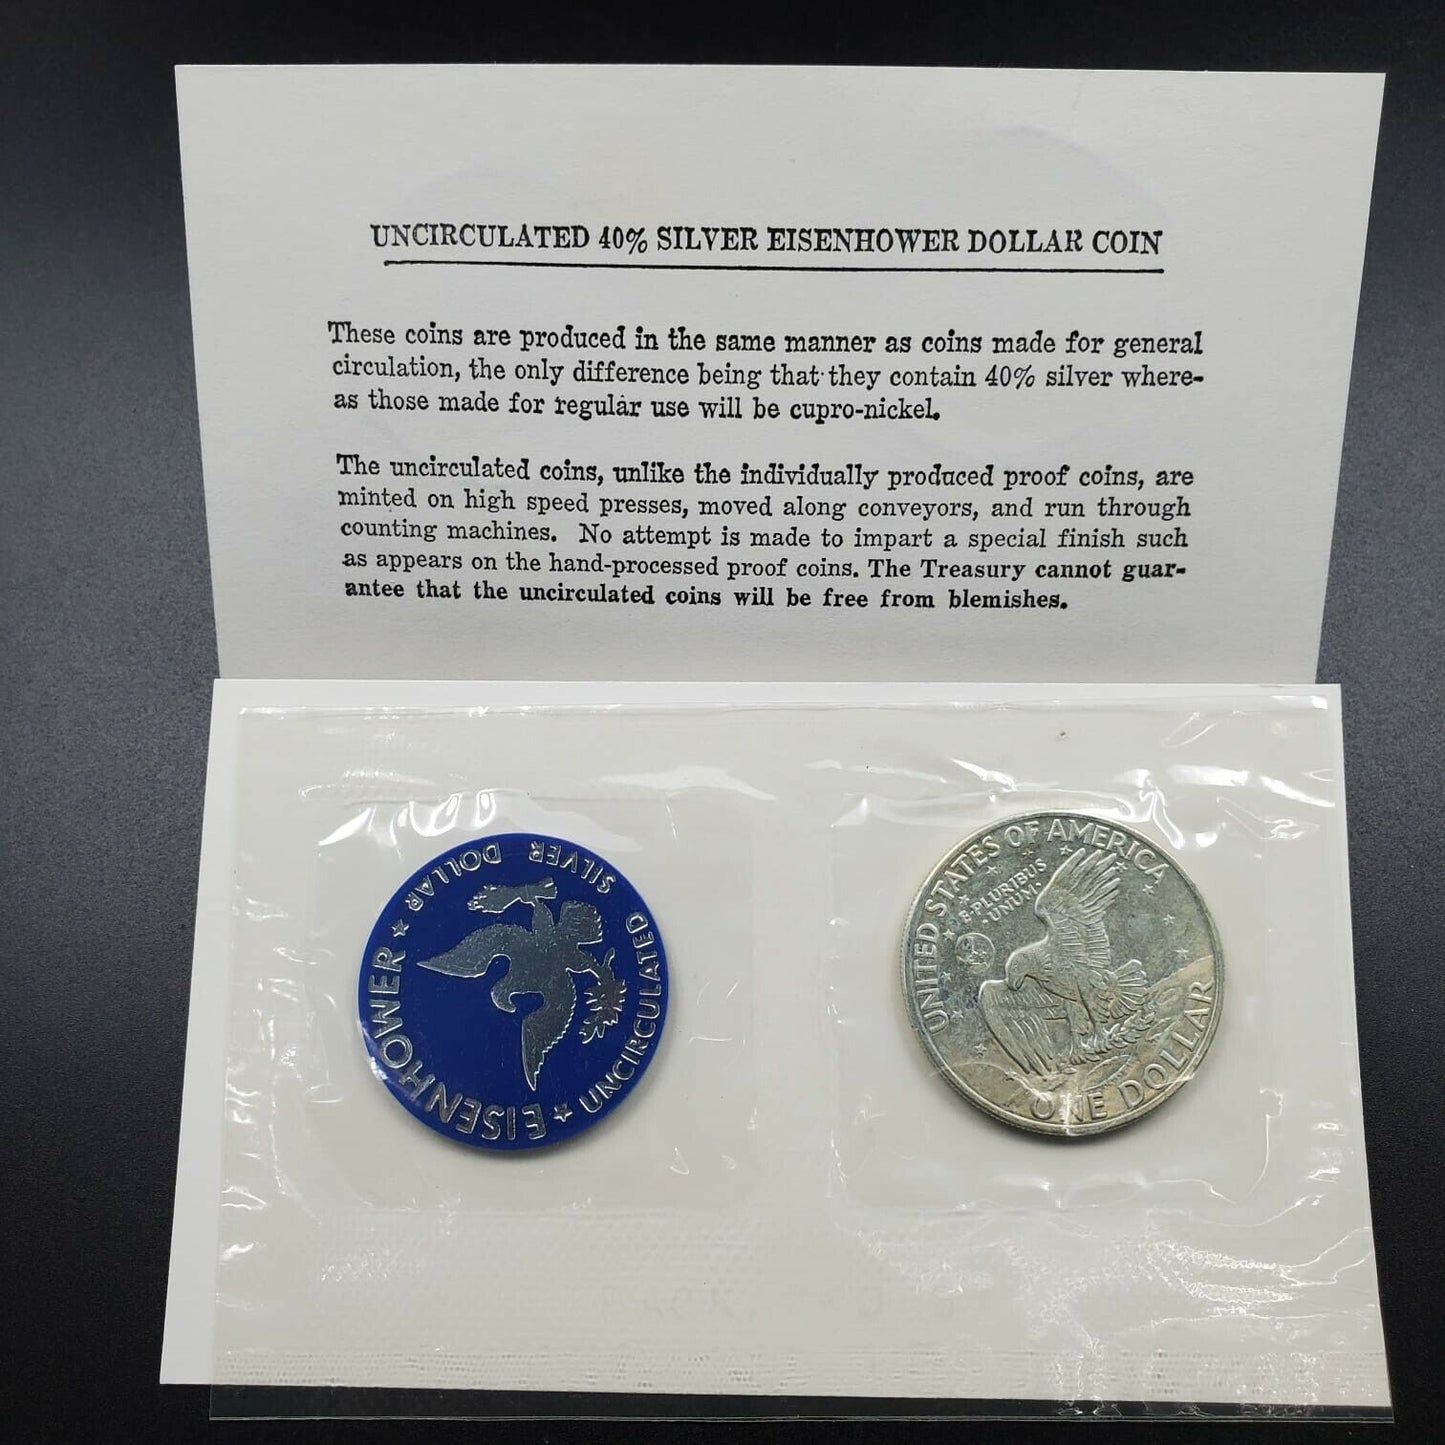 UNCIRCULATED 40% SILVER EISENHOWER DOLLAR COIN
These coins are produced in the same manner as coins made for general
circulation, the only difference being that they contain 40% silver where-
as those made for regular use will be cupro-nickel.
The uncirculated coins, unlike the individually produced proof coins, are
minted on high speed presses, moved along conveyors, and run through
counting machines. No attempt is made to impart a special finish such
as appears on the hand-processed proof coins. The Treasury cannot guar-
antee that the uncirculated coins will be free from blemishes.
EISENHOWER ★ DOLLAR SILVER
UNCIRCULATED ★
UNITED STATES OF AMERICA
E·PLURIBUS
·UNUM·
ONE DOLLAR